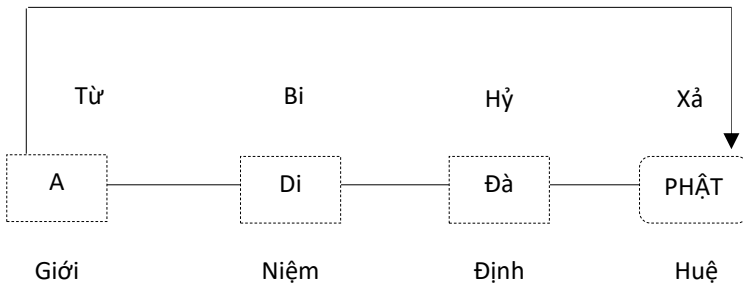 Từ Bi Hỷ Xả
A Di Đà PHẬT
Giới Niệm Định Huệ